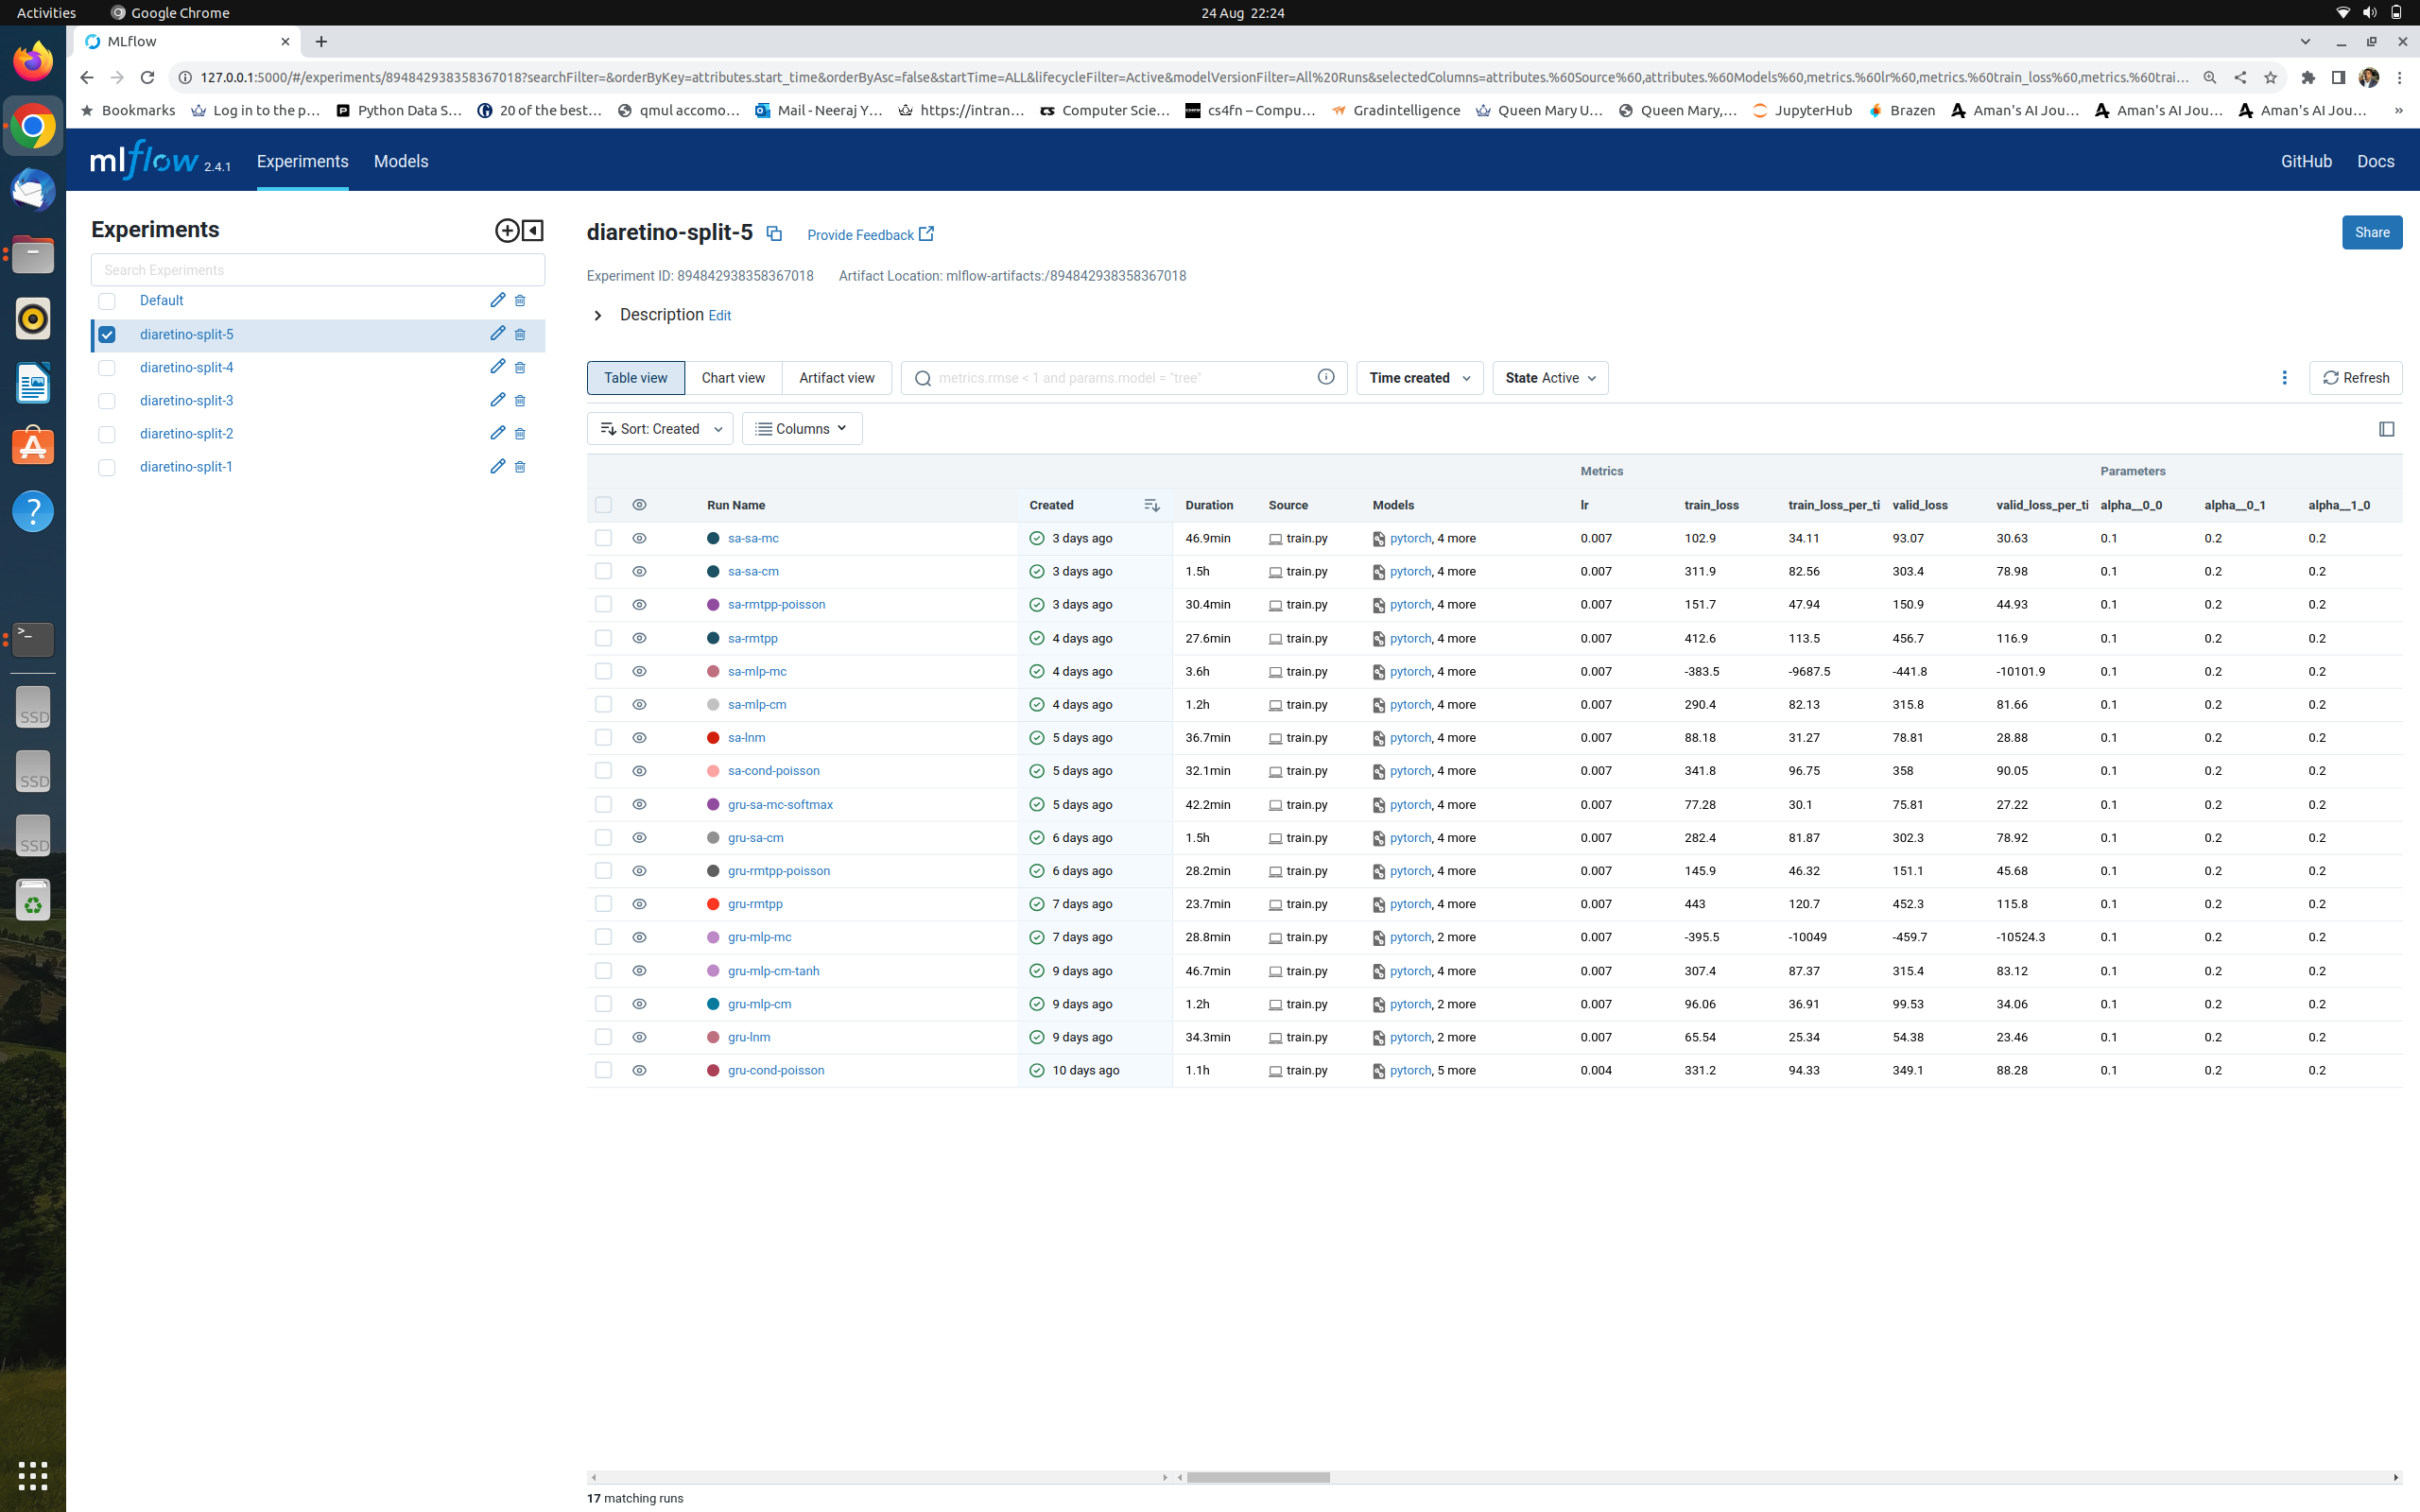 Activities Google Chrome 24 Aug 22:24
MLflow
127.0.0.1:5000/#/experiments/894842938358367018?searchFilter=&orderByKey=attributes.start_time&orderByAsc=false&startTime=ALL&lifecycleFilter=Active&modelVersionFilter=All%20Runs&selectedColumns=attributes.%60Source%60,attributes.%60Models%60,metrics.%60lr%60,metrics.%60train_loss%60,metrics.%60trai...
Bookmarks Log in to the p... Python Data S... 20 of the best... qmul accomo... Mail - Neeraj Y... https://intran... Computer Scie... cs4fn – Compu... Gradintelligence Queen Mary U... Queen Mary,... JupyterHub Brazen Aman's AI Jou... Aman's AI Jou... Aman's AI Jou... »
mlflow 2.4.1 Experiments Models GitHub Docs
Experiments
Search Experiments
Default
diaretino-split-5
diaretino-split-4
diaretino-split-3
diaretino-split-2
diaretino-split-1
SSD
SSD
SSD
diaretino-split-5 Provide Feedback Share
Experiment ID: 894842938358367018 Artifact Location: mlflow-artifacts:/894842938358367018
Description Edit
Table view Chart view Artifact view metrics.rmse < 1 and params.model = "tree" Time created State Active Refresh
Sort: Created Columns
Metrics Parameters
Run Name Created Duration Source Models lr train_loss train_loss_per_ti valid_loss valid_loss_per_ti alpha__0_0 alpha__0_1 alpha__1_0
sa-sa-mc 3 days ago 46.9min train.py pytorch, 4 more 0.007 102.9 34.11 93.07 30.63 0.1 0.2 0.2
sa-sa-cm 3 days ago 1.5h train.py pytorch, 4 more 0.007 311.9 82.56 303.4 78.98 0.1 0.2 0.2
sa-rmtpp-poisson 3 days ago 30.4min train.py pytorch, 4 more 0.007 151.7 47.94 150.9 44.93 0.1 0.2 0.2
sa-rmtpp 4 days ago 27.6min train.py pytorch, 4 more 0.007 412.6 113.5 456.7 116.9 0.1 0.2 0.2
sa-mlp-mc 4 days ago 3.6h train.py pytorch, 4 more 0.007 -383.5 -9687.5 -441.8 -10101.9 0.1 0.2 0.2
sa-mlp-cm 4 days ago 1.2h train.py pytorch, 4 more 0.007 290.4 82.13 315.8 81.66 0.1 0.2 0.2
sa-lnm 5 days ago 36.7min train.py pytorch, 4 more 0.007 88.18 31.27 78.81 28.88 0.1 0.2 0.2
sa-cond-poisson 5 days ago 32.1min train.py pytorch, 4 more 0.007 341.8 96.75 358 90.05 0.1 0.2 0.2
gru-sa-mc-softmax 5 days ago 42.2min train.py pytorch, 4 more 0.007 77.28 30.1 75.81 27.22 0.1 0.2 0.2
gru-sa-cm 6 days ago 1.5h train.py pytorch, 4 more 0.007 282.4 81.87 302.3 78.92 0.1 0.2 0.2
gru-rmtpp-poisson 6 days ago 28.2min train.py pytorch, 4 more 0.007 145.9 46.32 151.1 45.68 0.1 0.2 0.2
gru-rmtpp 7 days ago 23.7min train.py pytorch, 4 more 0.007 443 120.7 452.3 115.8 0.1 0.2 0.2
gru-mlp-mc 7 days ago 28.8min train.py pytorch, 2 more 0.007 -395.5 -10049 -459.7 -10524.3 0.1 0.2 0.2
gru-mlp-cm-tanh 9 days ago 46.7min train.py pytorch, 4 more 0.007 307.4 87.37 315.4 83.12 0.1 0.2 0.2
gru-mlp-cm 9 days ago 1.2h train.py pytorch, 2 more 0.007 96.06 36.91 99.53 34.06 0.1 0.2 0.2
gru-lnm 9 days ago 34.3min train.py pytorch, 2 more 0.007 65.54 25.34 54.38 23.46 0.1 0.2 0.2
gru-cond-poisson 10 days ago 1.1h train.py pytorch, 5 more 0.004 331.2 94.33 349.1 88.28 0.1 0.2 0.2
17 matching runs